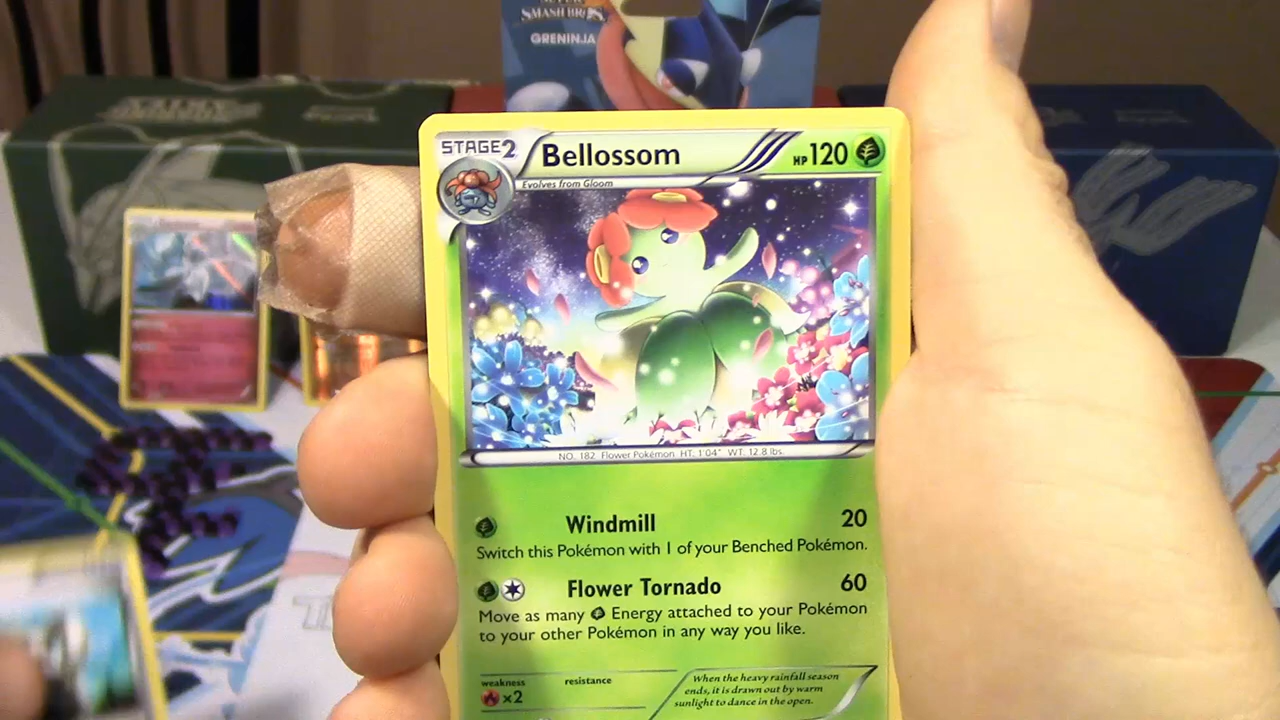 SMASH BROS.
GRENINJA
STAGE2
Bellossom
HP120
Evolves from Gloom
NO. 182 Flower Pokémon HT: 1'04" WT: 12.8 lbs.
Windmill 20
Switch this Pokémon with 1 of your Benched Pokémon.
Flower Tornado 60
Move as many Energy attached to your Pokémon
to your other Pokémon in any way you like.
weakness
resistance
×2
When the heavy rainfall season
ends, it is drawn out by warm
sunlight to dance in the open.